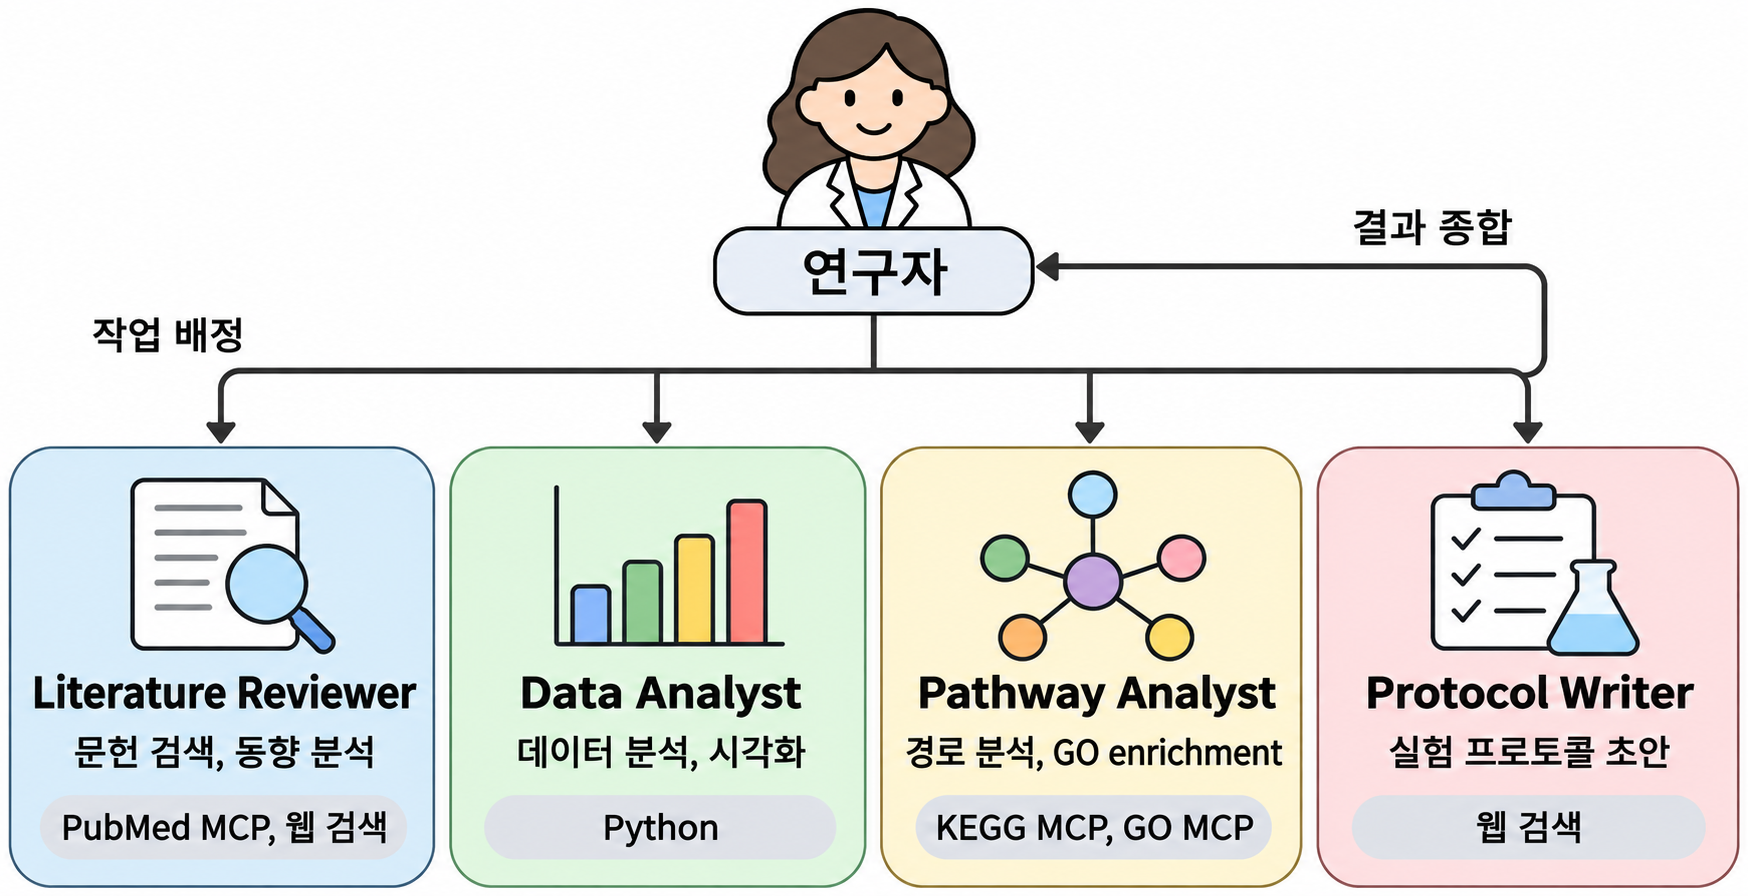 연구자
결과 종합
작업 배정
Literature Reviewer
문헌 검색, 동향 분석
PubMed MCP, 웹 검색
Data Analyst
데이터 분석, 시각화
Python
Pathway Analyst
경로 분석, GO enrichment
KEGG MCP, GO MCP
Protocol Writer
실험 프로토콜 초안
웹 검색